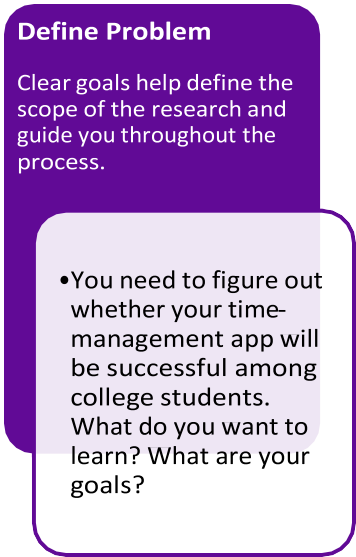 Define Problem
Clear goals help define the
scope of the research and
guide you throughout the
process.
•You need to figure out
whether your time-
management app will
be successful among
college students.
What do you want to
learn? What are your
goals?